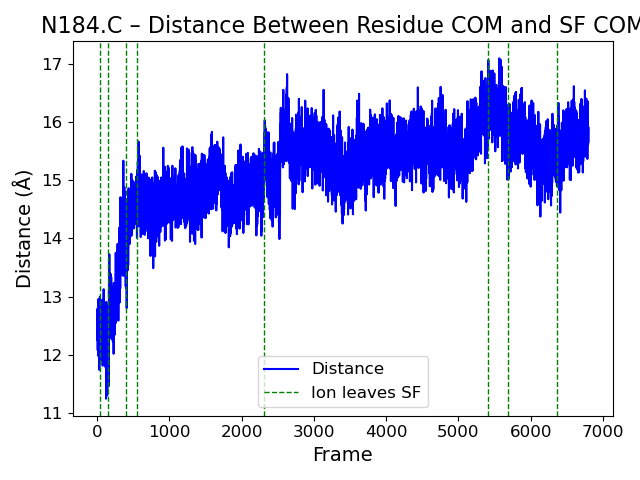 N184.C – Distance Between Residue COM and SF COM
17
16
15
14
13
12
11
Distance (Å)
Distance
Ion leaves SF
0 1000 2000 3000 4000 5000 6000 7000
Frame